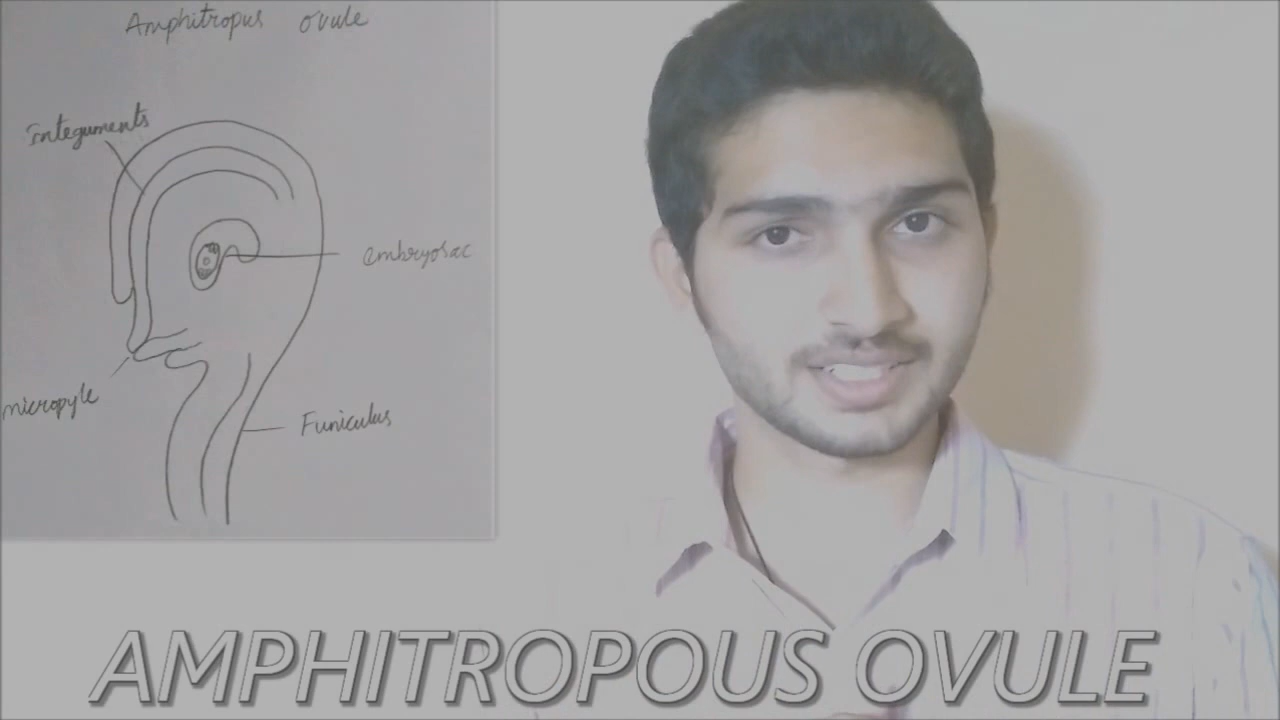 Amphitropus ovule
Integuments
embryosac
micropyle
Funiculus
AMPHITROPOUS OVULE